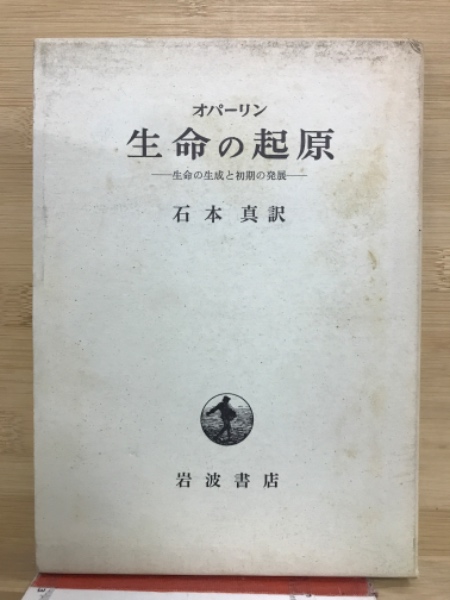 オパーリン
生命の起原
―生命の生成と初期の発展―
石本真訳
岩波書店